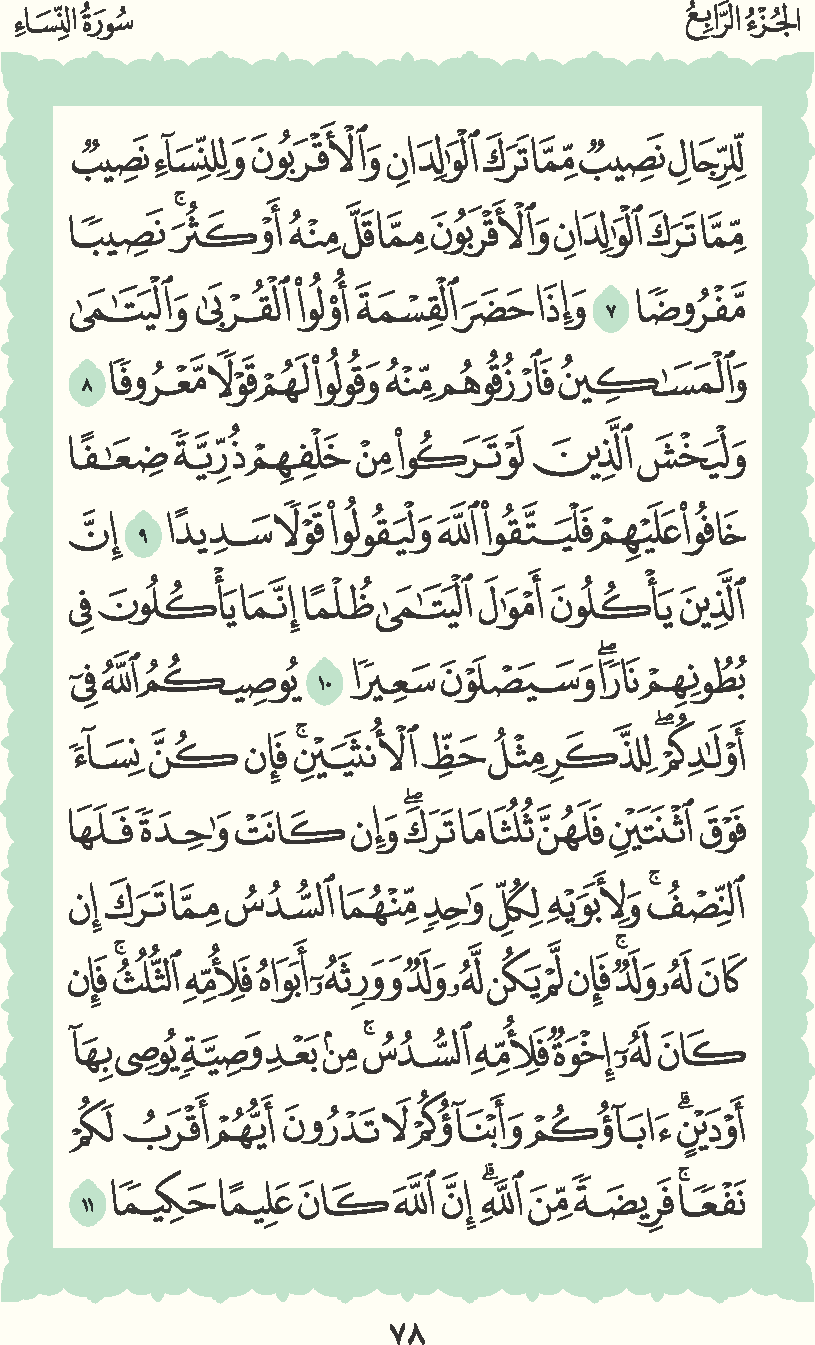 الجُزْءُ الرَّابِعُ
سُورَةُ النِّسَاءِ
لِّلرِّجَالِ نَصِيبٌ مِّمَّا تَرَكَ ٱلْوَٰلِدَانِ وَٱلْأَقْرَبُونَ وَلِلنِّسَآءِ نَصِيبٌ
مِّمَّا تَرَكَ ٱلْوَٰلِدَانِ وَٱلْأَقْرَبُونَ مِمَّا قَلَّ مِنْهُ أَوْ كَثُرَ ۚ نَصِيبًا
مَّفْرُوضًا ٧ وَإِذَا حَضَرَ ٱلْقِسْمَةَ أُو۟لُوا۟ ٱلْقُرْبَىٰ وَٱلْيَتَـٰمَىٰ
وَٱلْمَسَـٰكِينُ فَٱرْزُقُوهُم مِّنْهُ وَقُولُوا۟ لَهُمْ قَوْلًا مَّعْرُوفًا ٨
وَلْيَخْشَ ٱلَّذِينَ لَوْ تَرَكُوا۟ مِنْ خَلْفِهِمْ ذُرِّيَّةً ضِعَـٰفًا
خَافُوا۟ عَلَيْهِمْ فَلْيَتَّقُوا۟ ٱللَّهَ وَلْيَقُولُوا۟ قَوْلًا سَدِيدًا ٩ إِنَّ
ٱلَّذِينَ يَأْكُلُونَ أَمْوَٰلَ ٱلْيَتَـٰمَىٰ ظُلْمًا إِنَّمَا يَأْكُلُونَ فِى
بُطُونِهِمْ نَارًا ۖ وَسَيَصْلَوْنَ سَعِيرًا ١٠ يُوصِيكُمُ ٱللَّهُ فِىٓ
أَوْلَـٰدِكُمْ ۖ لِلذَّكَرِ مِثْلُ حَظِّ ٱلْأُنثَيَيْنِ ۚ فَإِن كُنَّ نِسَآءً
فَوْقَ ٱثْنَتَيْنِ فَلَهُنَّ ثُلُثَا مَا تَرَكَ ۖ وَإِن كَانَتْ وَٰحِدَةً فَلَهَا
ٱلنِّصْفُ ۚ وَلِأَبَوَيْهِ لِكُلِّ وَٰحِدٍ مِّنْهُمَا ٱلسُّدُسُ مِمَّا تَرَكَ إِن
كَانَ لَهُۥ وَلَدٌ ۚ فَإِن لَّمْ يَكُن لَّهُۥ وَلَدٌ وَوَرِثَهُۥٓ أَبَوَاهُ فَلِأُمِّهِ ٱلثُّلُثُ ۚ فَإِن
كَانَ لَهُۥٓ إِخْوَةٌ فَلِأُمِّهِ ٱلسُّدُسُ ۚ مِنۢ بَعْدِ وَصِيَّةٍ يُوصِى بِهَآ
أَوْ دَيْنٍ ۗ ءَابَآؤُكُمْ وَأَبْنَآؤُكُمْ لَا تَدْرُونَ أَيُّهُمْ أَقْرَبُ لَكُمْ
نَفْعًا ۚ فَرِيضَةً مِّنَ ٱللَّهِ ۗ إِنَّ ٱللَّهَ كَانَ عَلِيمًا حَكِيمًا ١١
٧٨